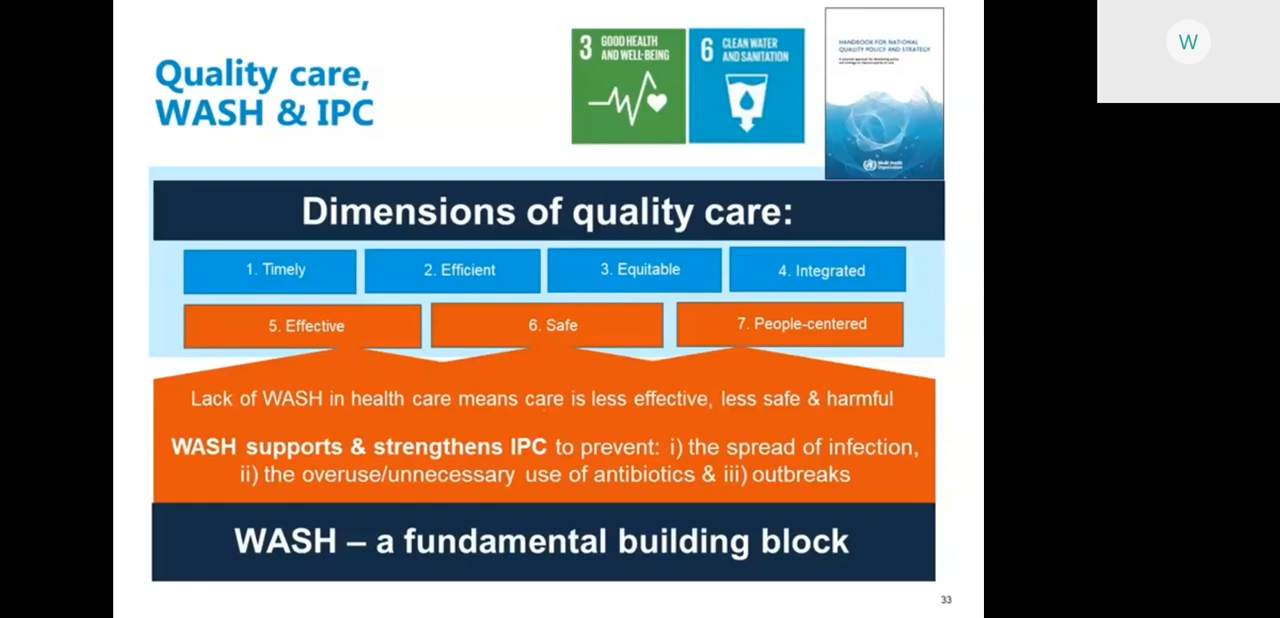 Quality care,
WASH & IPC
3 GOOD HEALTH
AND WELL-BEING
6 CLEAN WATER
AND SANITATION
HANDBOOK FOR NATIONAL
QUALITY POLICY AND STRATEGY
World Health
Organization
W
Dimensions of quality care:
1. Timely
2. Efficient
3. Equitable
4. Integrated
5. Effective
6. Safe
7. People-centered
Lack of WASH in health care means care is less effective, less safe & harmful
WASH supports & strengthens IPC to prevent: i) the spread of infection,
ii) the overuse/unnecessary use of antibiotics & iii) outbreaks
WASH – a fundamental building block
33